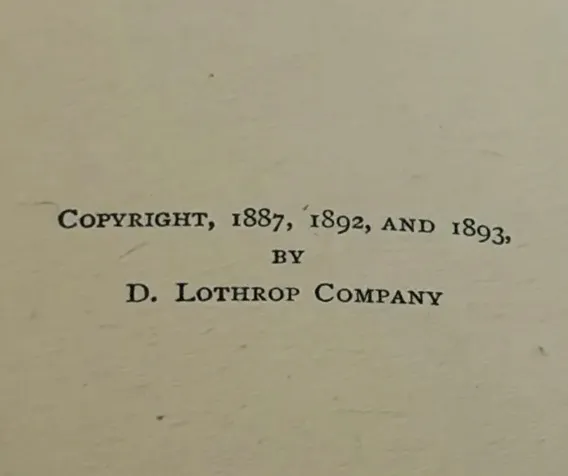 COPYRIGHT, 1887, 1892, AND 1893,
BY
D. LOTHROP COMPANY